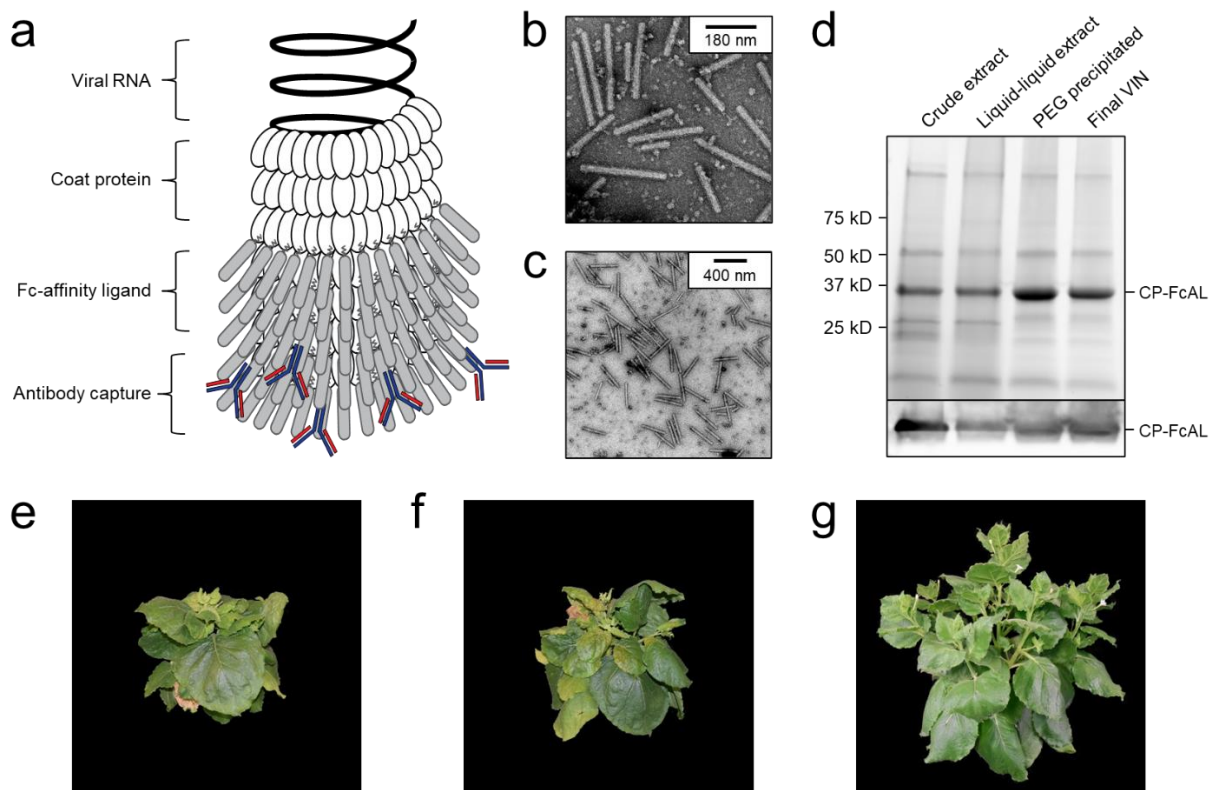 a
Viral RNA
Coat protein
Fc-affinity ligand
Antibody capture
b
180 nm
c
400 nm
d
Crude extract
Liquid-liquid extract
PEG precipitated
Final VIN
75 kD
50 kD
37 kD
25 kD
CP-FcAL
CP-FcAL
e
f
g